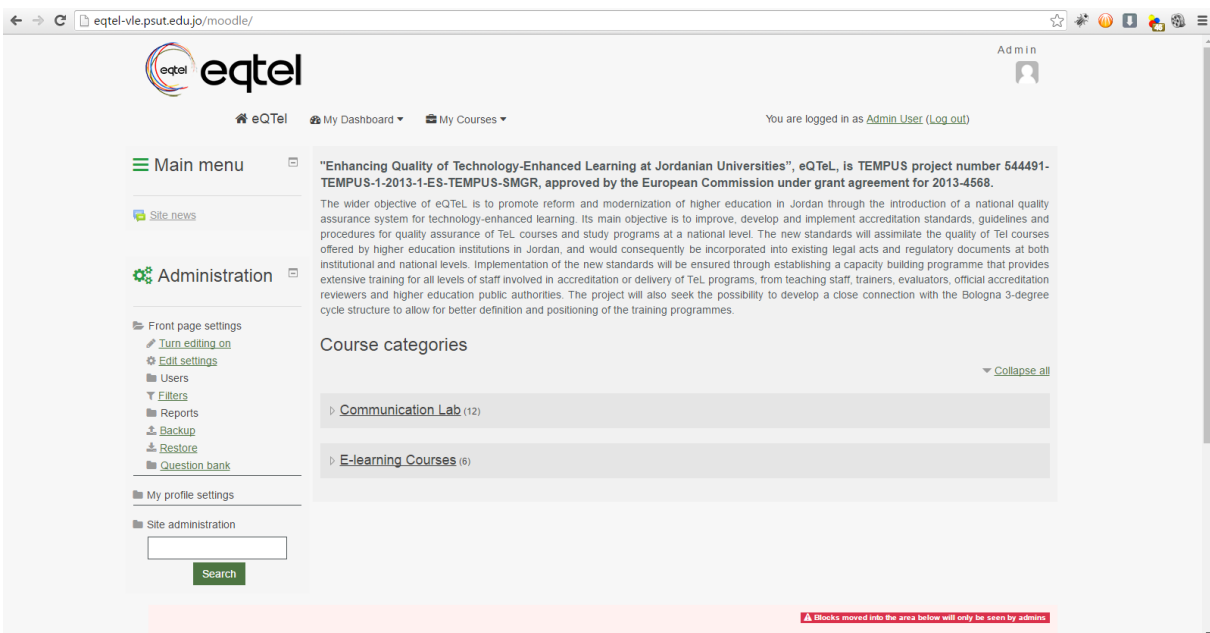 eqtel-vle.psut.edu.jo/moodle/
eqtel eqtel
Admin
eQTel My Dashboard My Courses
You are logged in as Admin User (Log out)
Main menu
Site news
Administration
Front page settings
Turn editing on
Edit settings
Users
Filters
Reports
Backup
Restore
Question bank
My profile settings
Site administration
Search
"Enhancing Quality of Technology-Enhanced Learning at Jordanian Universities”, eQTeL, is TEMPUS project number 544491-
TEMPUS-1-2013-1-ES-TEMPUS-SMGR, approved by the European Commission under grant agreement for 2013-4568.
The wider objective of eQTeL is to promote reform and modernization of higher education in Jordan through the introduction of a national quality
assurance system for technology-enhanced learning. Its main objective is to improve, develop and implement accreditation standards, guidelines and
procedures for quality assurance of TeL courses and study programs at a national level. The new standards will assimilate the quality of Tel courses
offered by higher education institutions in Jordan, and would consequently be incorporated into existing legal acts and regulatory documents at both
institutional and national levels. Implementation of the new standards will be ensured through establishing a capacity building programme that provides
extensive training for all levels of staff involved in accreditation or delivery of TeL programs, from teaching staff, trainers, evaluators, official accreditation
reviewers and higher education public authorities. The project will also seek the possibility to develop a close connection with the Bologna 3-degree
cycle structure to allow for better definition and positioning of the training programmes.
Course categories
Collapse all
Communication Lab (12)
E-learning Courses (6)
Blocks moved into the area below will only be seen by admins